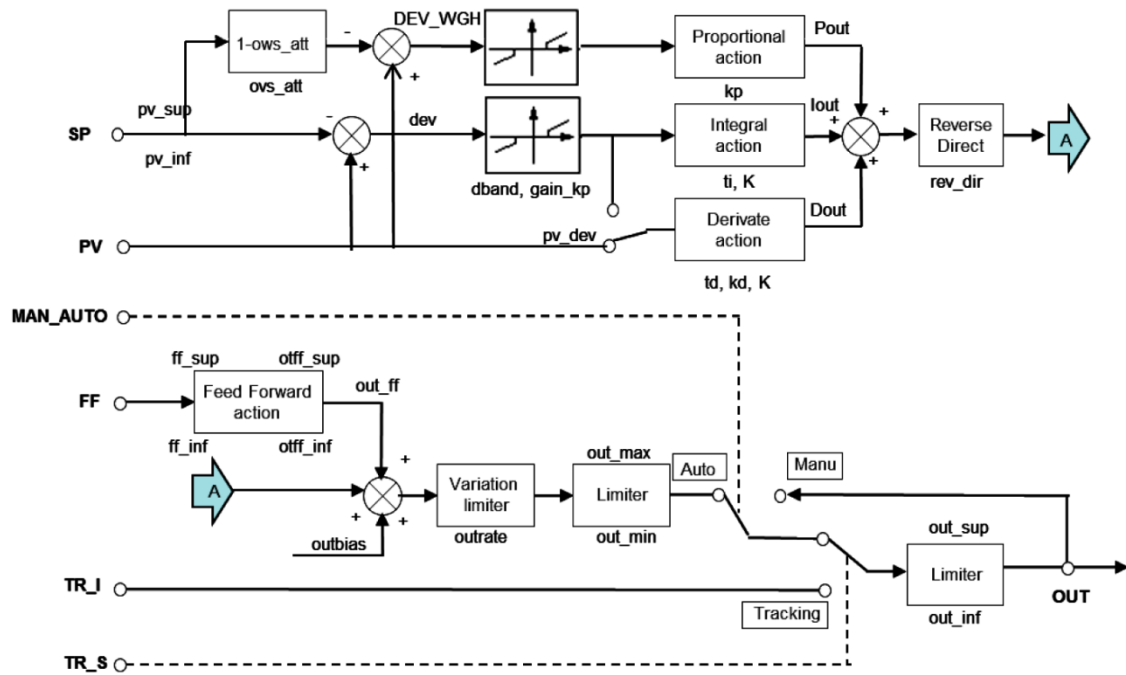 DEV_WGH
1-ows_att
-
+
ovs_att
Proportional
action
kp
Pout
pv_sup
SP
pv_inf
-
+
dev
dband, gain_kp
Integral
action
ti, K
Iout
+
+
+
Reverse
Direct
rev_dir
A
PV
pv_dev
Derivate
action
td, kd, K
Dout
MAN_AUTO
ff_sup
otff_sup
FF
Feed Forward
action
out_ff
ff_inf
otff_inf
A
+
+
+
outbias
Variation
limiter
outrate
out_max
Limiter
out_min
Auto
Manu
out_sup
Limiter
out_inf
OUT
TR_I
Tracking
TR_S